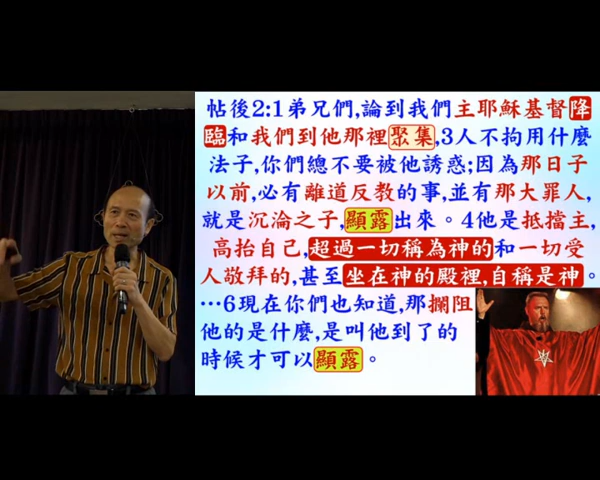 帖後2:1弟兄們,論到我們主耶穌基督降
臨和我們到他那裡聚集,3人不拘用什麼
法子,你們總不要被他誘惑;因為那日子
以前,必有離道反教的事,並有那大罪人,
就是沉淪之子,顯露出來。4他是抵擋主,
高抬自己,超過一切稱為神的和一切受
人敬拜的,甚至坐在神的殿裡,自稱是神。
…6現在你們也知道,那攔阻
他的是什麼,是叫他到了的
時候才可以顯露。